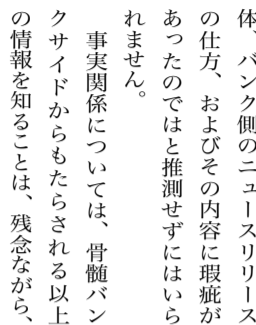 体、バンク側のニュースリリース
の仕方、およびその内容に瑕疵が
あったのではと推測せずにはいら
れません。
　事実関係については、骨髄バン
クサイドからもたらされる以上
の情報を知ることは、残念ながら、